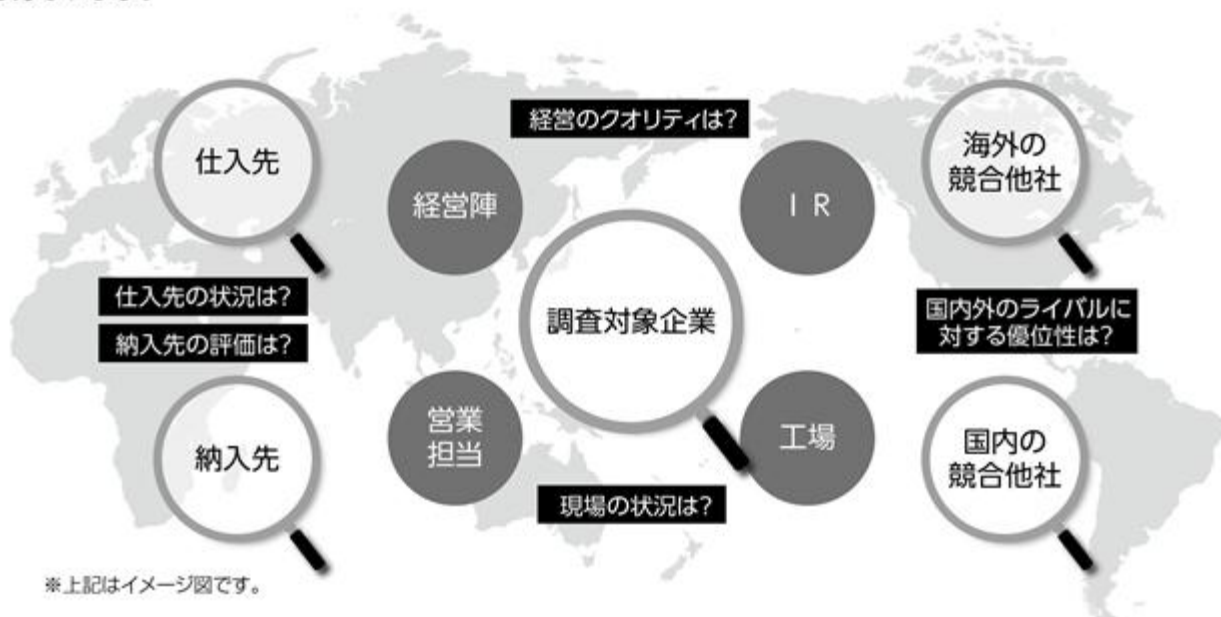 経営のクオリティは?
仕入先
経営陣
I R
海外の
競合他社
仕入先の状況は?
納入先の評価は?
調査対象企業
国内外のライバルに
対する優位性は?
納入先
営業
担当
工場
国内の
競合他社
現場の状況は?
※上記はイメージ図です。